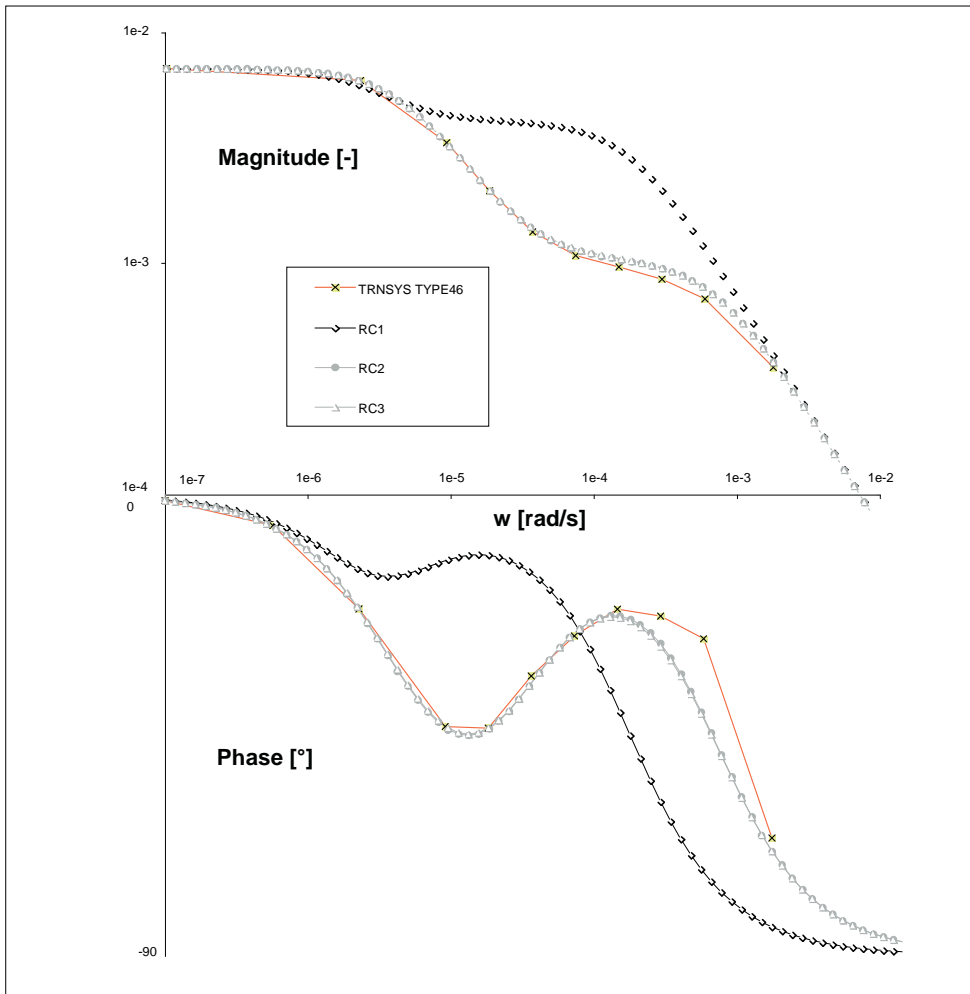 1e-2
Magnitude [-]
1e-3
TRNSYS TYPE46
RC1
RC2
RC3
1e-4
1e-7 1e-6 1e-5 1e-4 1e-3 1e-2
0
w [rad/s]
Phase [°]
-90